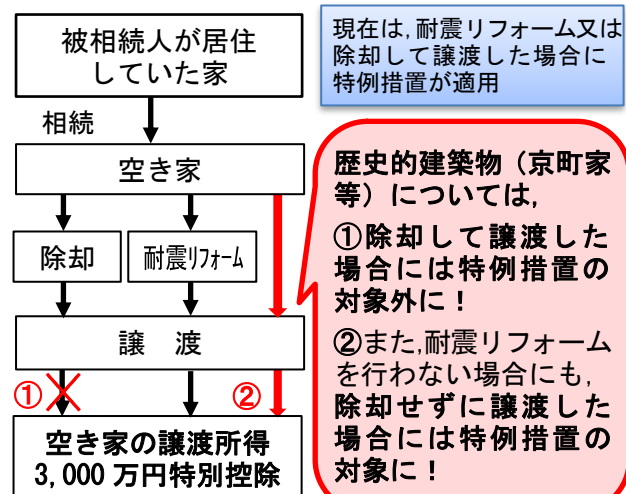 被相続人が居住
していた家
現在は,耐震リフォーム又は
除却して譲渡した場合に
特例措置が適用
相続
空き家
除却
耐震リフォーム
譲　渡
①
②
空き家の譲渡所得
3,000万円特別控除
歴史的建築物（京町家
等）については,
①除却して譲渡した
場合には特例措置の
対象外に！
②また,耐震リフォーム
を行わない場合にも,
除却せずに譲渡した
場合には特例措置の
対象に！